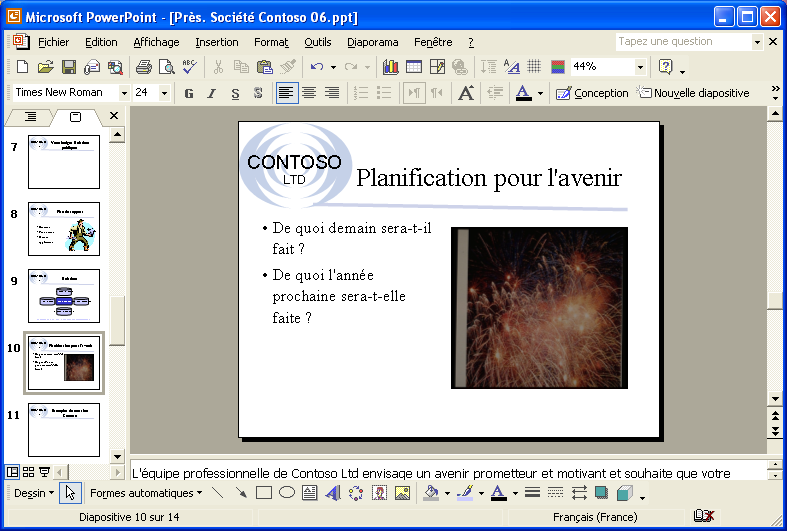 Microsoft PowerPoint - [Près. Société Contoso 06.ppt]
Fichier Edition Affichage Insertion Format Outils Diaporama Fenêtre ? Tapez une question
44%
Times New Roman 24 G I S S Conception Nouvelle diapositive
7
8
9
10
11
CONTOSO
LTD
Planification pour l'avenir
• De quoi demain sera-t-il
fait ?
• De quoi l'année
prochaine sera-t-elle
faite ?
L'équipe professionnelle de Contoso Ltd envisage un avenir prometteur et motivant et souhaite que votre
Dessin Formes automatiques
Diapositive 10 sur 14 Français (France)